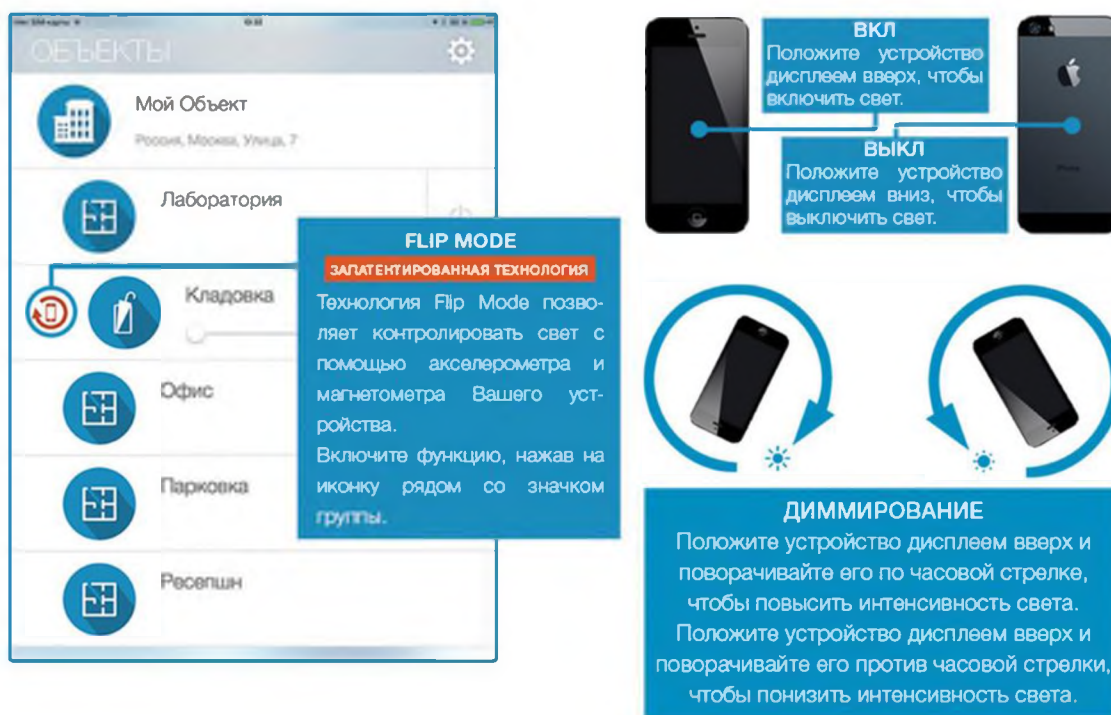 Нет SIM-карты
ОБЪЕКТЫ
Мой Объект
Россия, Москва, Улица, 7
Лаборатория
Кладовка
Офис
Парковка
Ресепшн
FLIP MODE
ЗАПАТЕНТИРОВАННАЯ ТЕХНОЛОГИЯ
Технология Flip Mode позво-
ляет контролировать свет с
помощью акселерометра и
магнетометра Вашего уст-
ройства.
Включите функцию, нажав на
иконку рядом со значком
группы.
ВКЛ
Положите устройство
дисплеем вверх, чтобы
включить свет.
ВЫКЛ
Положите устройство
дисплеем вниз, чтобы
выключить свет.
iPhone
ДИММИРОВАНИЕ
Положите устройство дисплеем вверх и
поворачивайте его по часовой стрелке,
чтобы повысить интенсивность света.
Положите устройство дисплеем вверх и
поворачивайте его против часовой стрелки,
чтобы понизить интенсивность света.